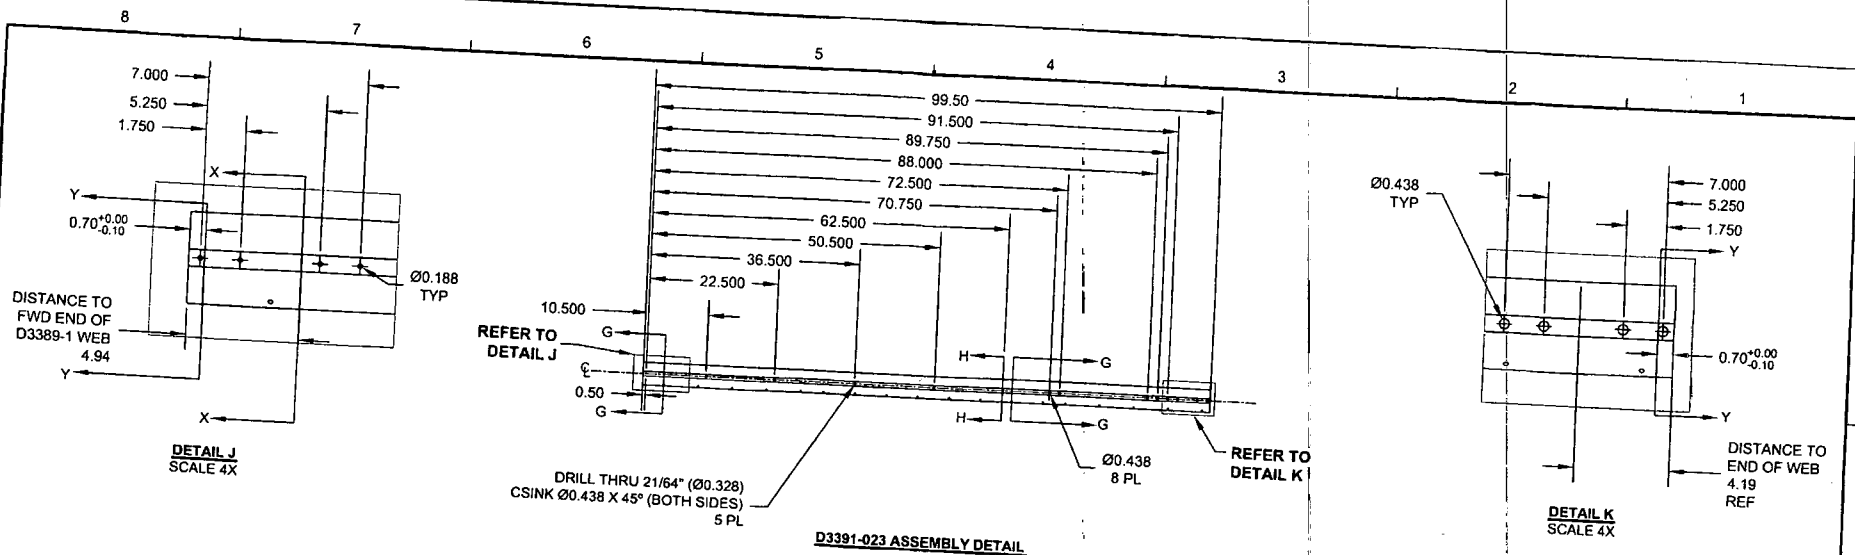 8
7
6
5
4
3
2
1
7.000
5.250
1.750
X
Y
0.70+0.00
-0.10
Ø0.188
TYP
DISTANCE TO
FWD END OF
D3389-1 WEB
4.94
Y
X
DETAIL J
SCALE 4X
99.50
91.500
89.750
88.000
72.500
70.750
62.500
50.500
36.500
22.500
10.500
G
REFER TO
DETAIL J
H
G
℄
0.50
G
H
G
REFER TO
DETAIL K
Ø0.438
8 PL
DRILL THRU 21/64" (Ø0.328)
CSINK Ø0.438 X 45° (BOTH SIDES)
5 PL
D3391-023 ASSEMBLY DETAIL
Ø0.438
TYP
7.000
5.250
1.750
Y
0.70+0.00
-0.10
Y
DISTANCE TO
END OF WEB
4.19
REF
DETAIL K
SCALE 4X